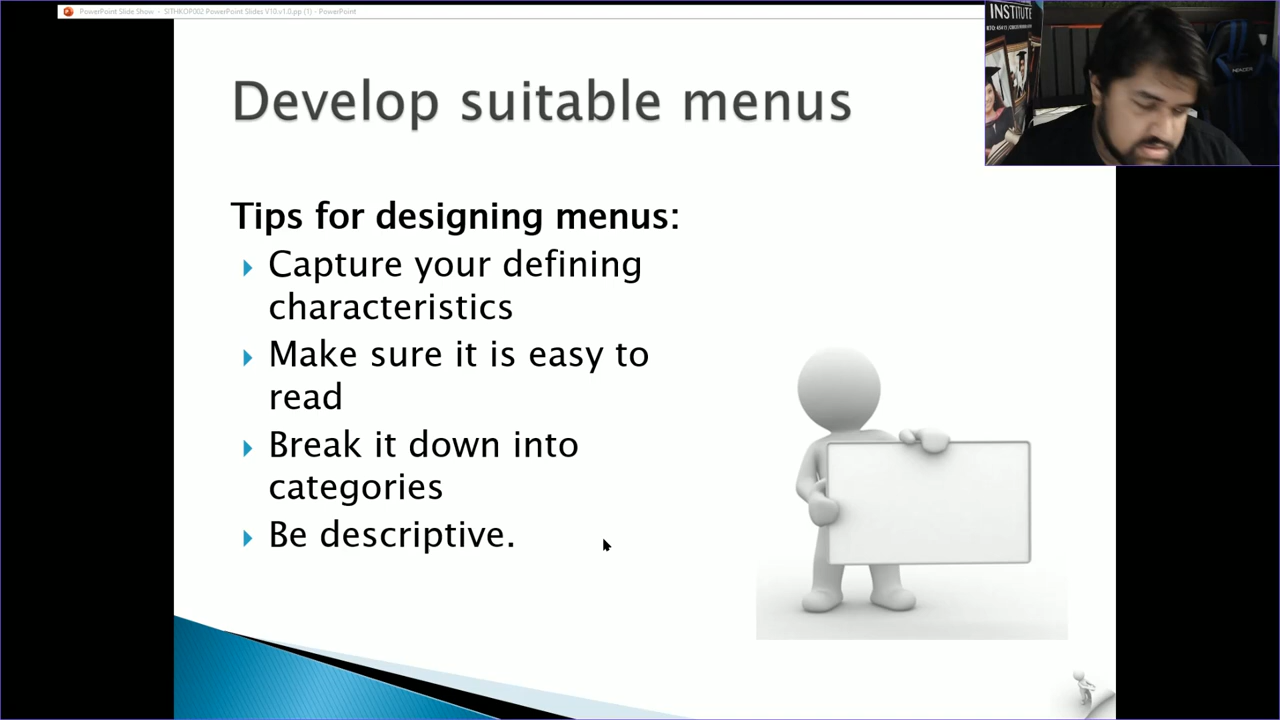 PowerPoint Slide Show - SITHKOP002 PowerPoint Slides V10.v1.0.pp (1) - PowerPoint
INSTITUTE
Develop suitable menus
Tips for designing menus:
Capture your defining
characteristics
Make sure it is easy to
read
Break it down into
categories
Be descriptive.